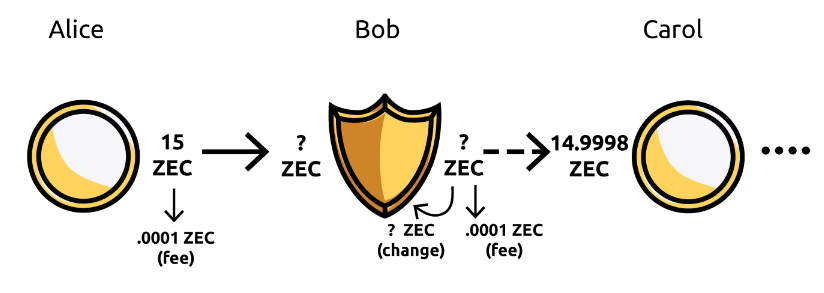 Alice
Bob
Carol
15
ZEC
.0001 ZEC
(fee)
?
ZEC
?
ZEC
? ZEC
(change)
.0001 ZEC
(fee)
14.9998
ZEC